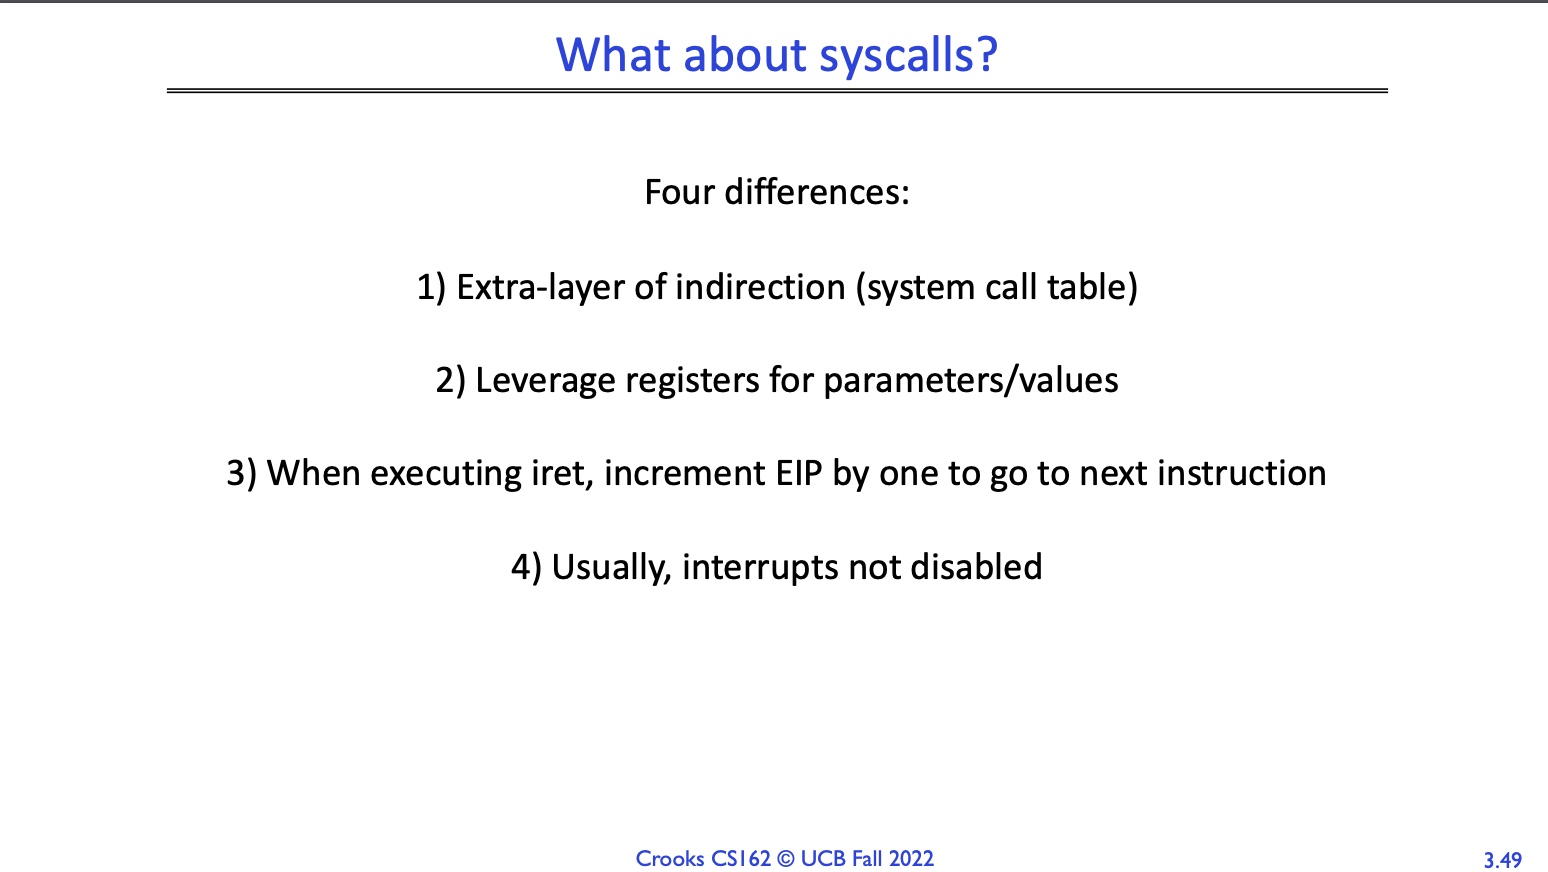 What about syscalls?
Four differences:
1) Extra-layer of indirection (system call table)
2) Leverage registers for parameters/values
3) When executing iret, increment EIP by one to go to next instruction
4) Usually, interrupts not disabled
Crooks CS162 © UCB Fall 2022
3.49